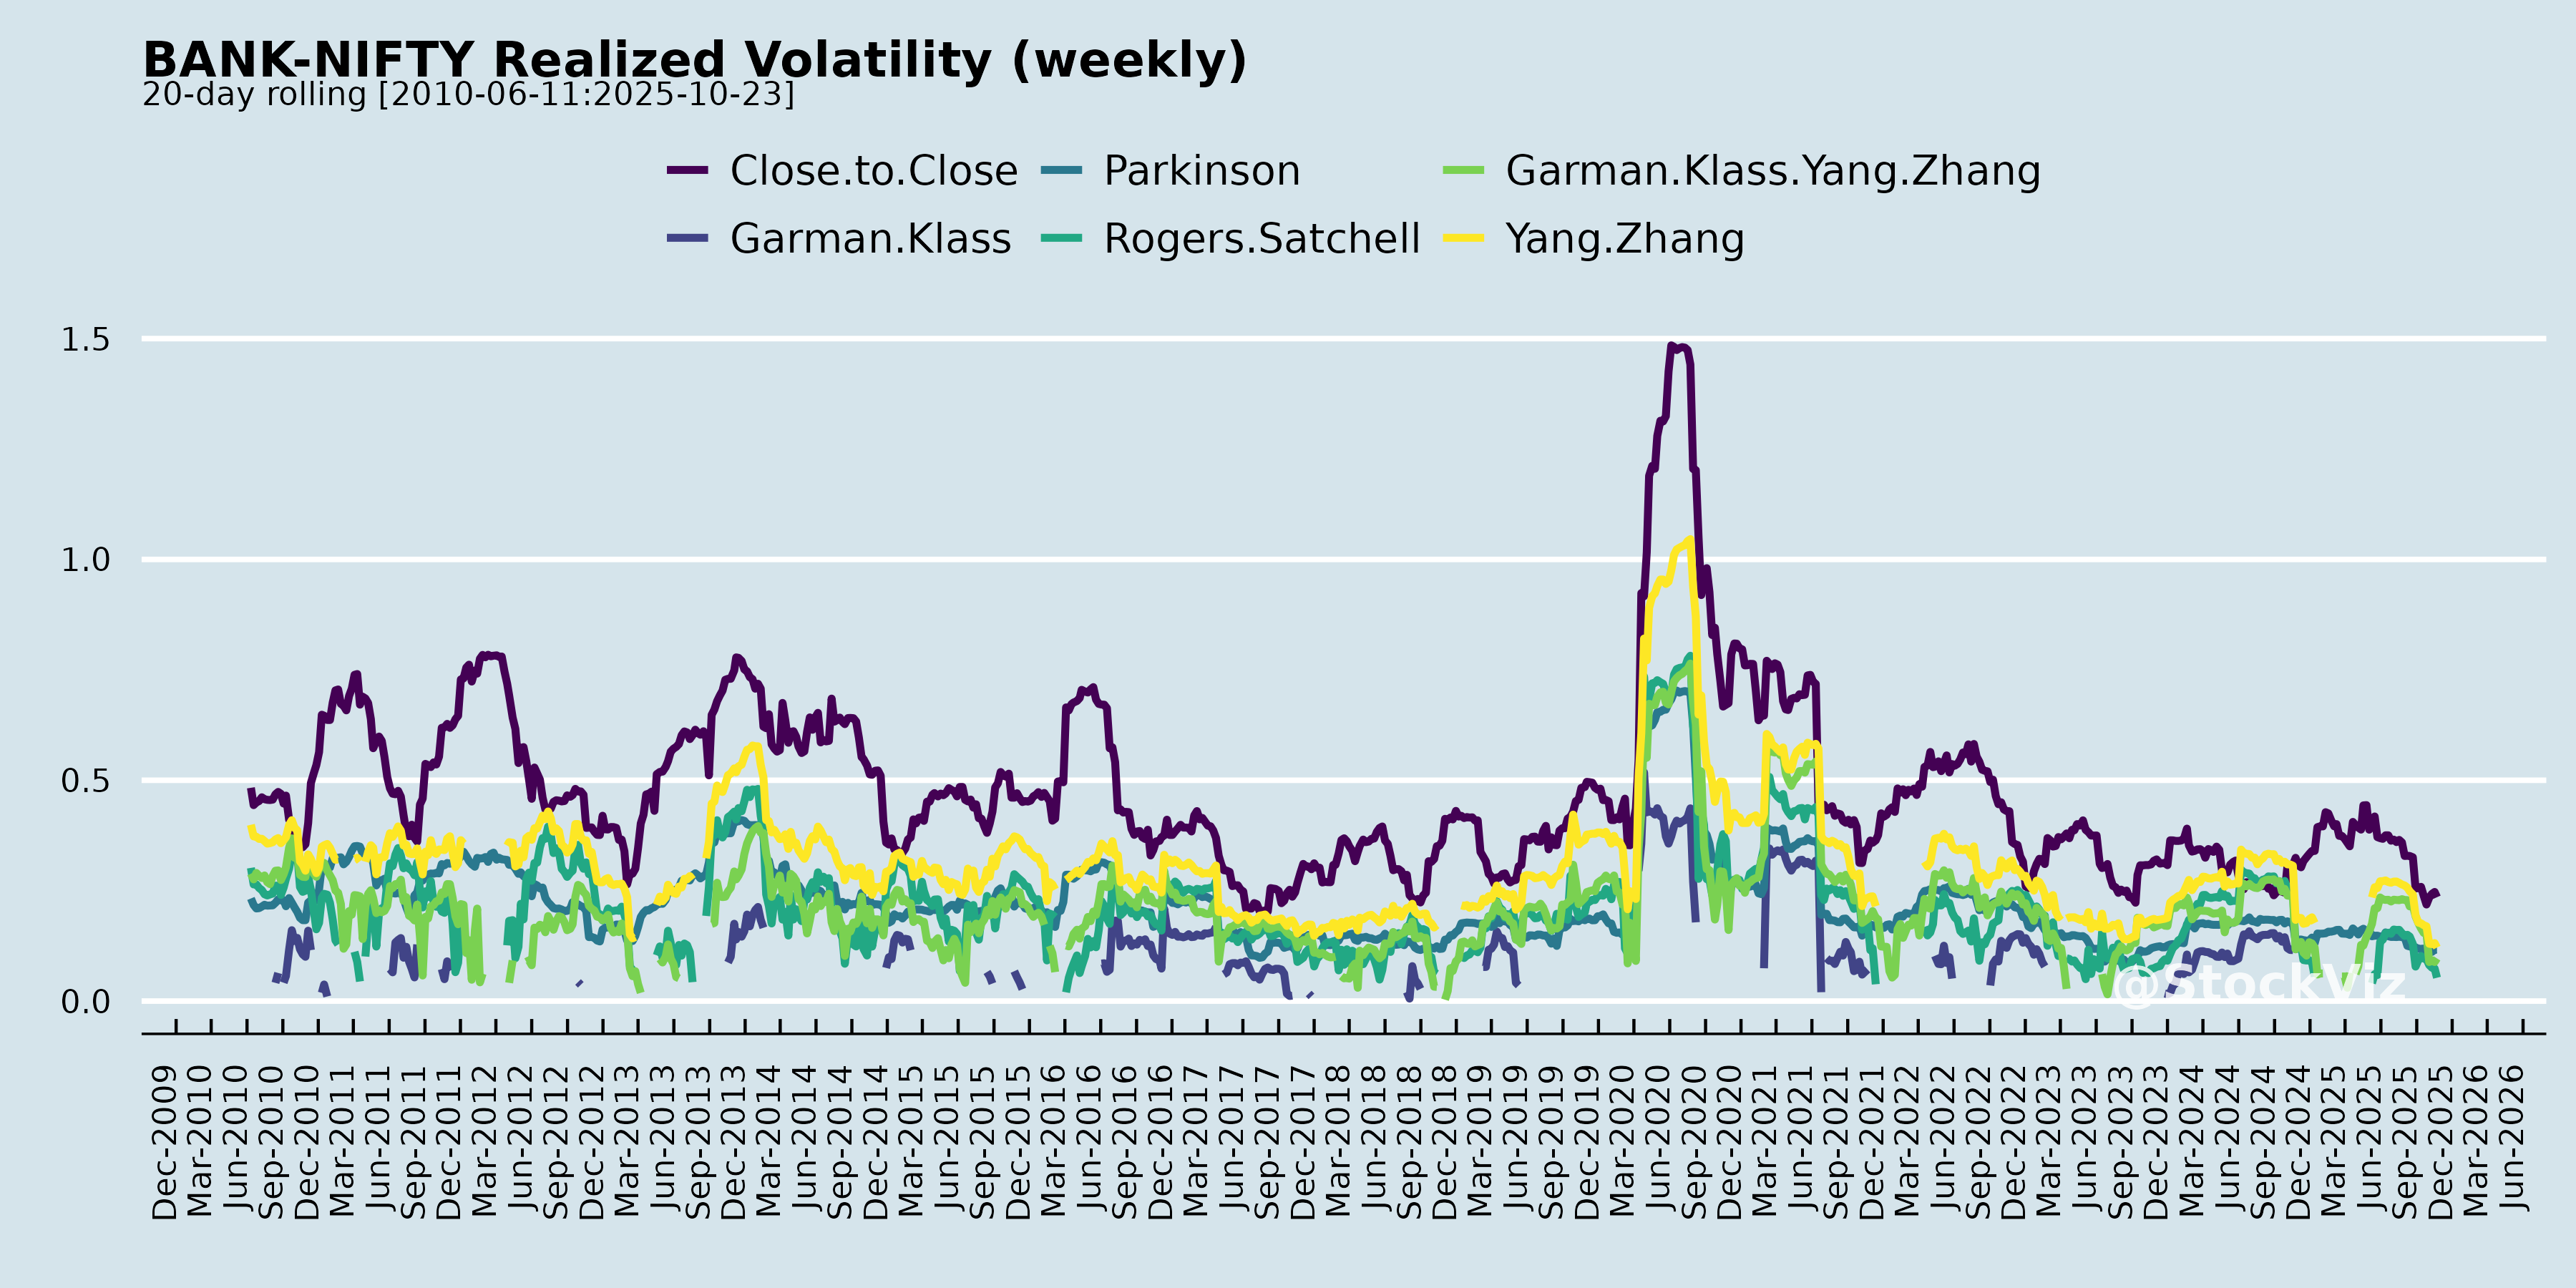 BANK-NIFTY Realized Volatility (weekly)
20-day rolling [2010-06-11:2025-10-23]
Close.to.Close Parkinson Garman.Klass.Yang.Zhang
Garman.Klass Rogers.Satchell Yang.Zhang
1.5
1.0
0.5
0.0
@StockViz
Dec-2009
Mar-2010
Jun-2010
Sep-2010
Dec-2010
Mar-2011
Jun-2011
Sep-2011
Dec-2011
Mar-2012
Jun-2012
Sep-2012
Dec-2012
Mar-2013
Jun-2013
Sep-2013
Dec-2013
Mar-2014
Jun-2014
Sep-2014
Dec-2014
Mar-2015
Jun-2015
Sep-2015
Dec-2015
Mar-2016
Jun-2016
Sep-2016
Dec-2016
Mar-2017
Jun-2017
Sep-2017
Dec-2017
Mar-2018
Jun-2018
Sep-2018
Dec-2018
Mar-2019
Jun-2019
Sep-2019
Dec-2019
Mar-2020
Jun-2020
Sep-2020
Dec-2020
Mar-2021
Jun-2021
Sep-2021
Dec-2021
Mar-2022
Jun-2022
Sep-2022
Dec-2022
Mar-2023
Jun-2023
Sep-2023
Dec-2023
Mar-2024
Jun-2024
Sep-2024
Dec-2024
Mar-2025
Jun-2025
Sep-2025
Dec-2025
Mar-2026
Jun-2026